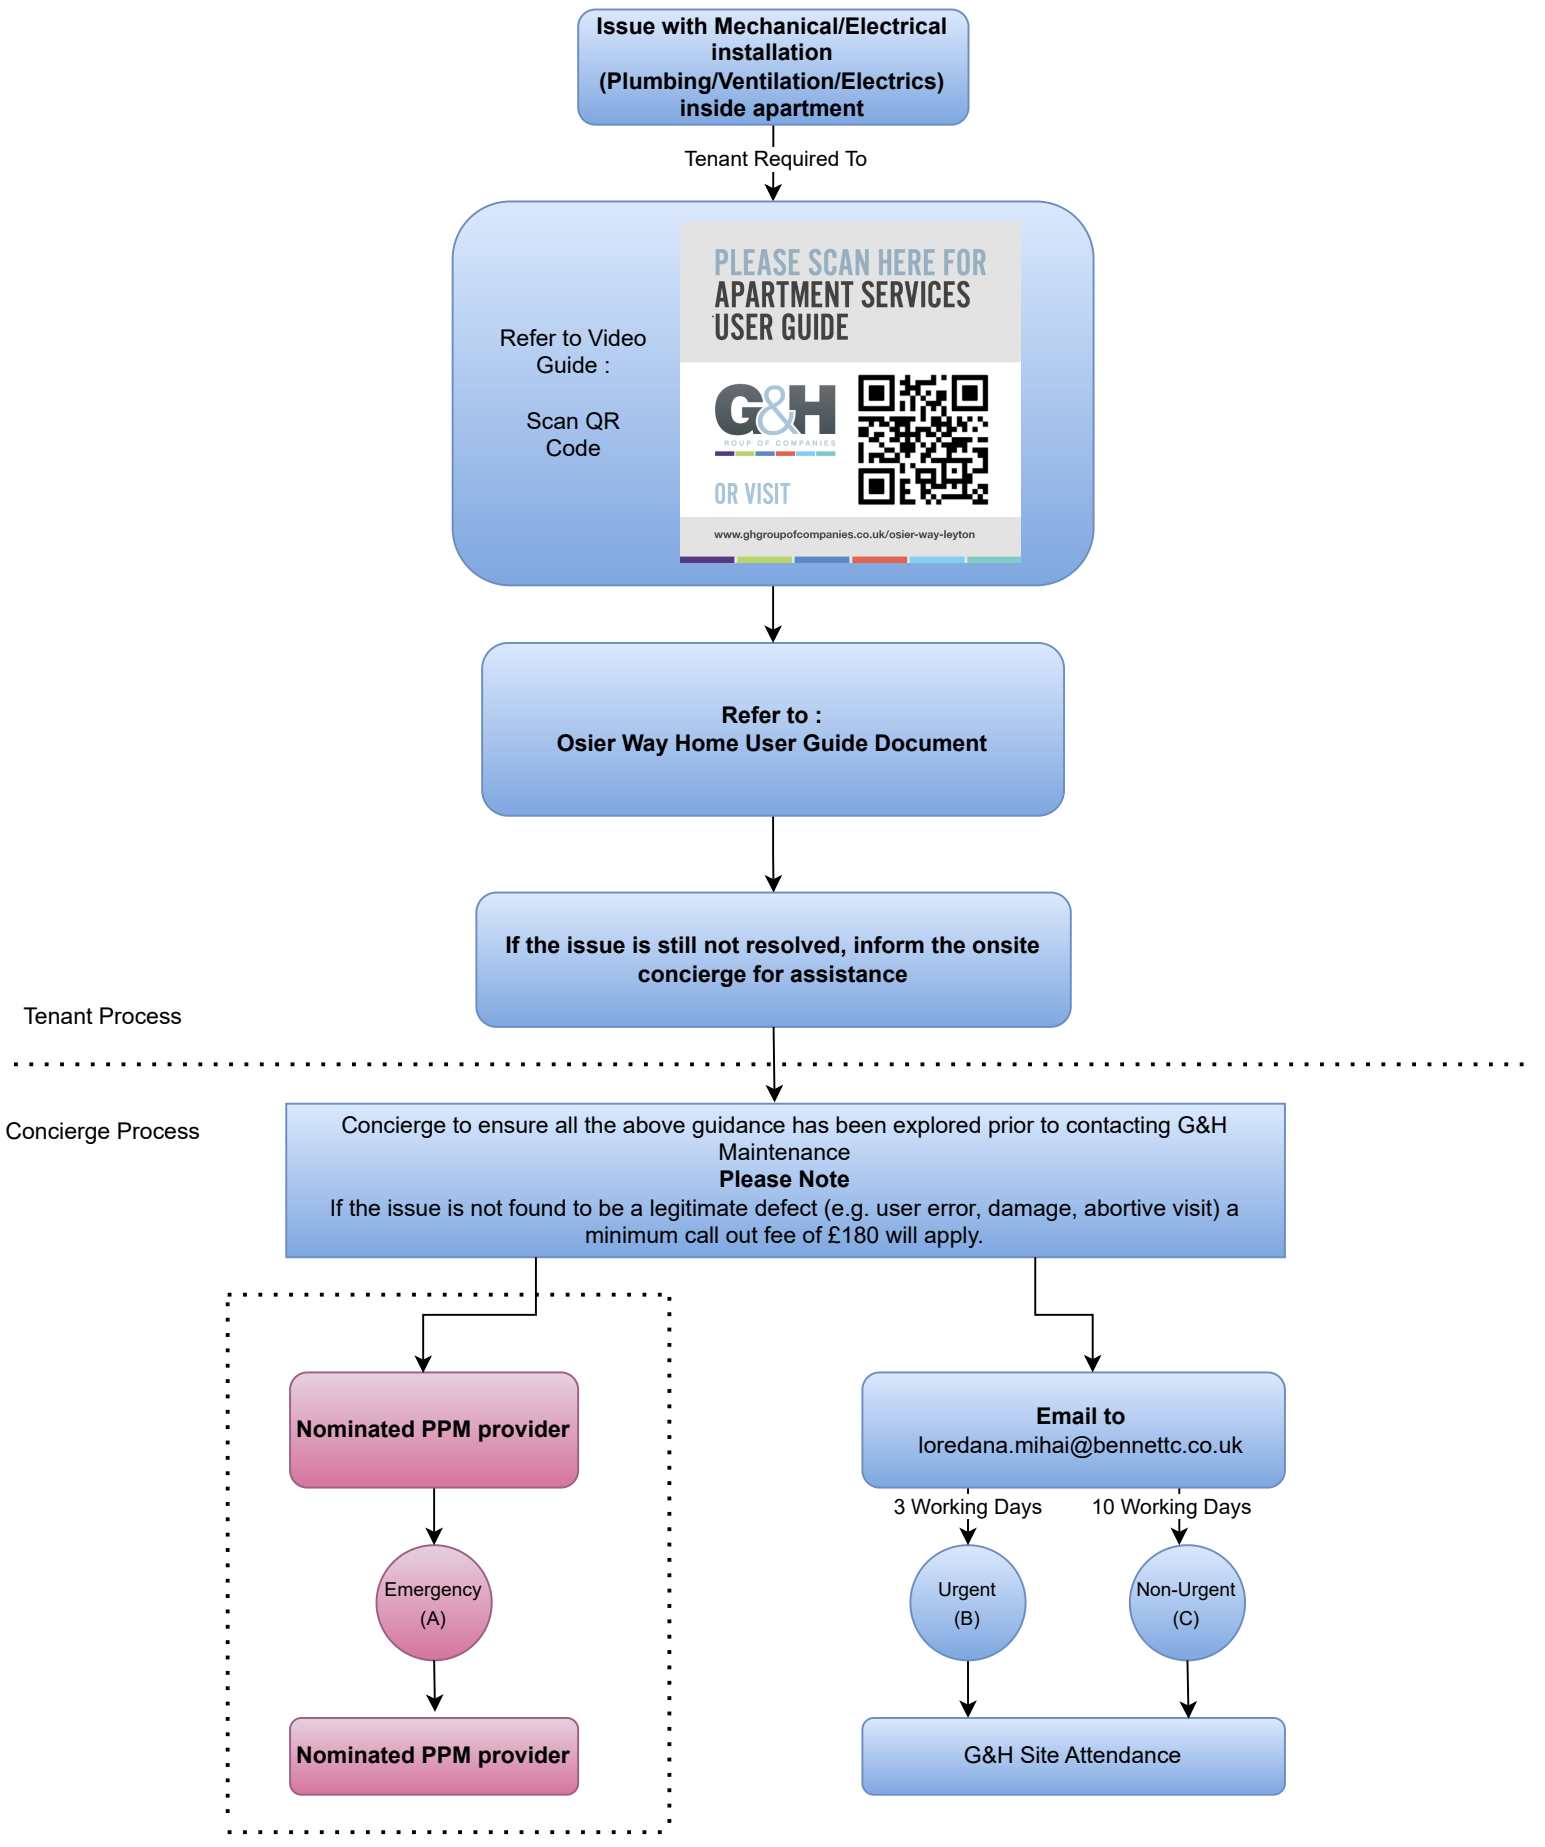 Issue with Mechanical/Electrical
installation
(Plumbing/Ventilation/Electrics)
inside apartment
Tenant Required To
Refer to Video
Guide :
Scan QR
Code
PLEASE SCAN HERE FOR
APARTMENT SERVICES
USER GUIDE
G&H
ROUP OF COMPANIES
OR VISIT
www.ghgroupofcompanies.co.uk/osier-way-leyton
Refer to :
Osier Way Home User Guide Document
If the issue is still not resolved, inform the onsite
concierge for assistance
Tenant Process
Concierge Process
Concierge to ensure all the above guidance has been explored prior to contacting G&H
Maintenance
Please Note
If the issue is not found to be a legitimate defect (e.g. user error, damage, abortive visit) a
minimum call out fee of £180 will apply.
Nominated PPM provider
Emergency
(A)
Nominated PPM provider
Email to
loredana.mihai@bennettc.co.uk
3 Working Days
10 Working Days
Urgent
(B)
Non-Urgent
(C)
G&H Site Attendance